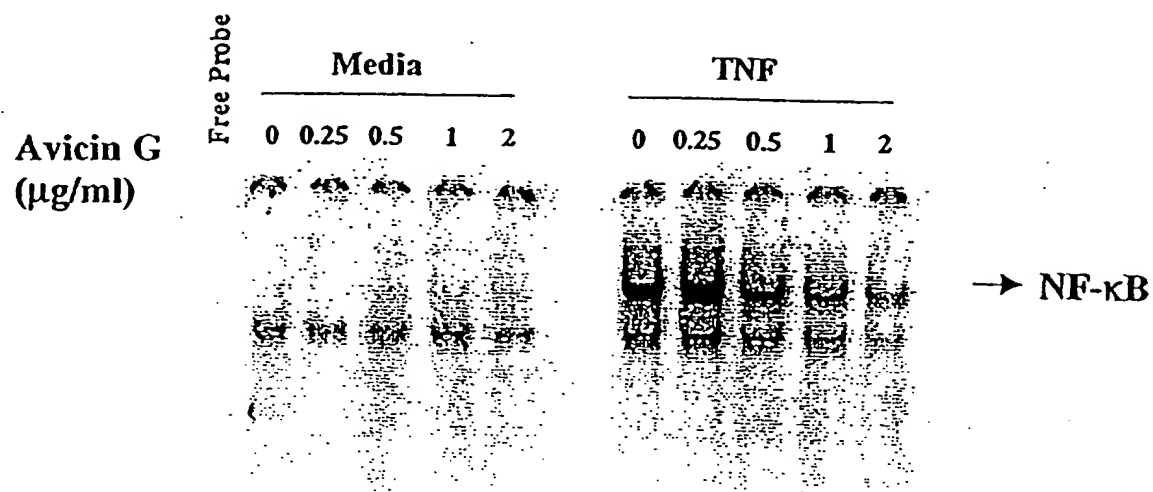 Free Probe
Media
TNF
Avicin G
(μg/ml)
0 0.25 0.5 1 2
0 0.25 0.5 1 2
→ NF-κB